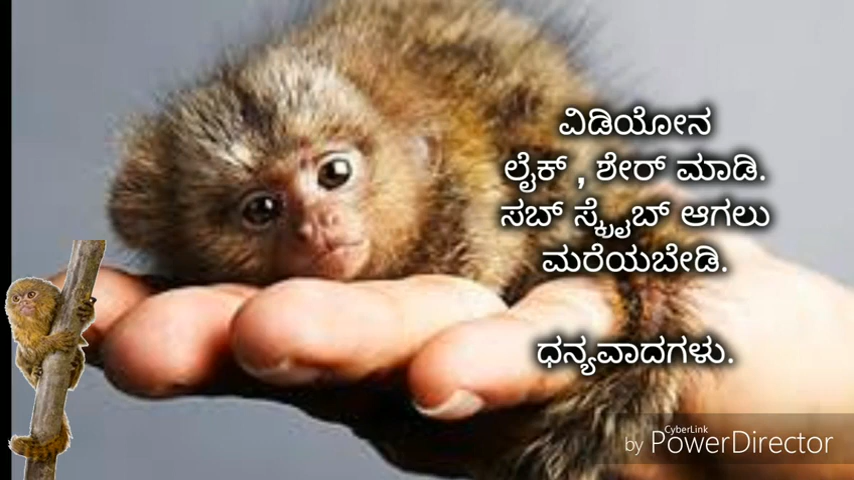 ವಿಡಿಯೋನ
ಲೈಕ್ , ಶೇರ್ ಮಾಡಿ.
ಸಬ್ ಸ್ಕ್ರೈಬ್ ಆಗಲು
ಮರೆಯಬೇಡಿ.
ಧನ್ಯವಾದಗಳು.
CyberLink
by PowerDirector